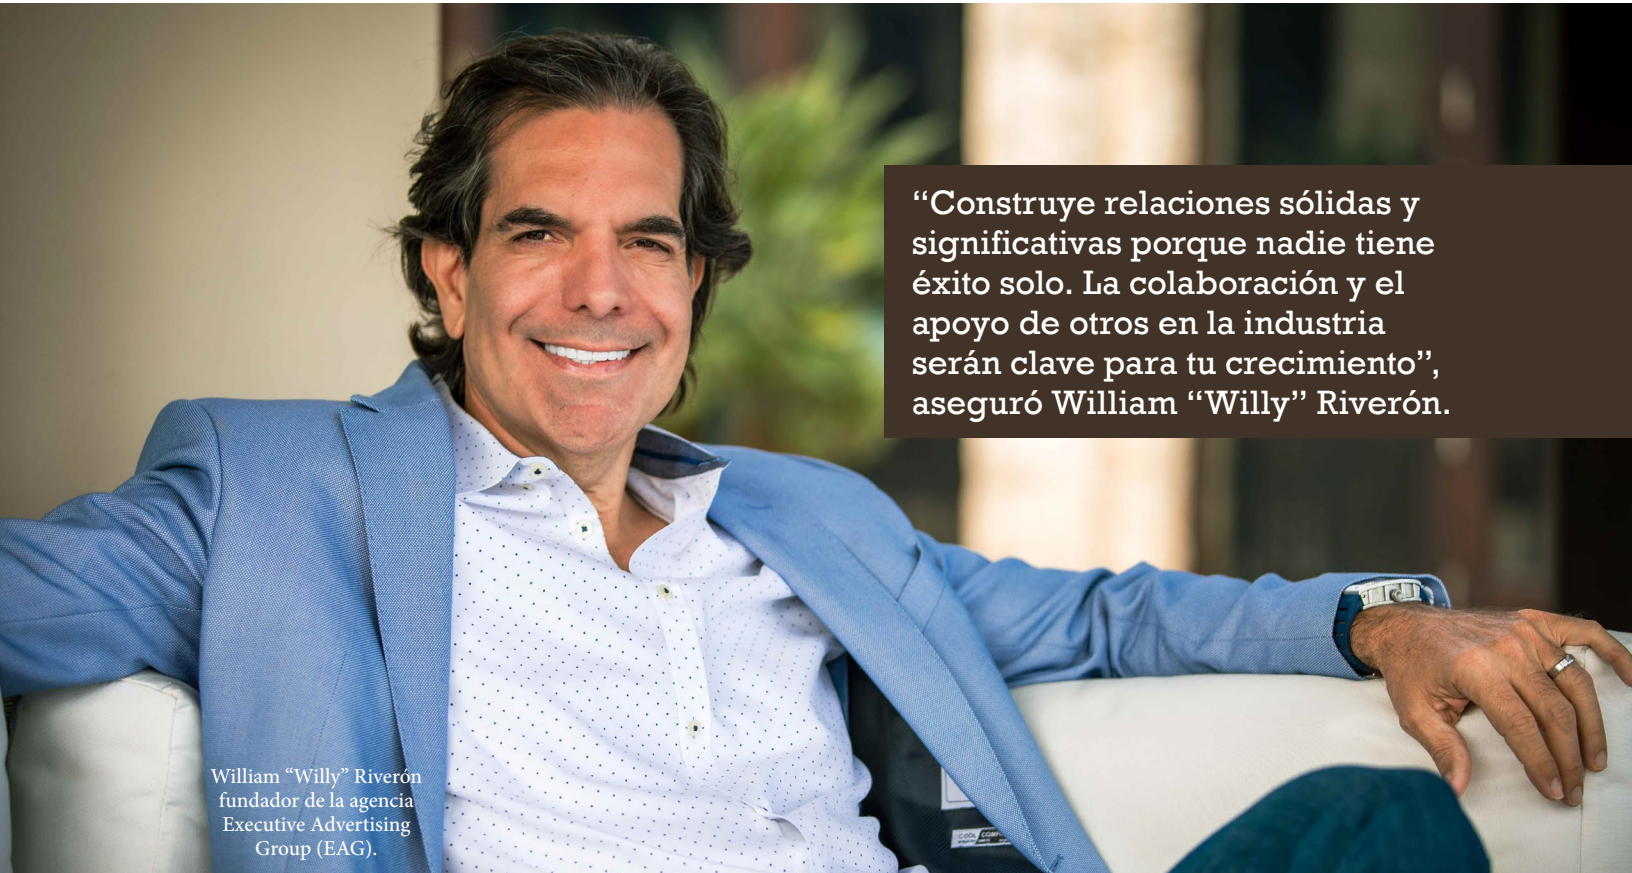 “Construye relaciones sólidas y
significativas porque nadie tiene
éxito solo. La colaboración y el
apoyo de otros en la industria
serán clave para tu crecimiento”,
aseguró William “Willy” Riverón.
William “Willy” Riverón
fundador de la agencia
Executive Advertising
Group (EAG).
COOL